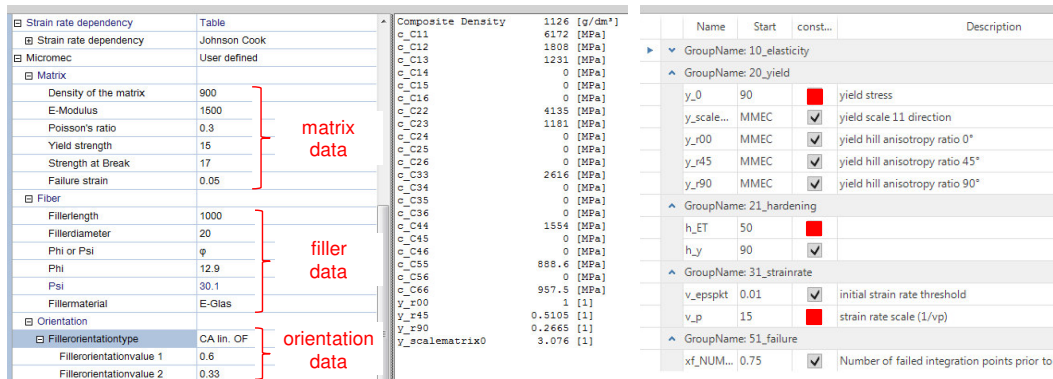 Strain rate dependency Table
Strain rate dependency Johnson Cook
Micromec User defined
Matrix
Density of the matrix 900
E-Modulus 1500
Poisson's ratio 0.3
Yield strength 15
Strength at Break 17
Failure strain 0.05
matrix
data
Fiber
Fillerlength 1000
Fillerdiameter 20
Phi or Psi φ
Phi 12.9
Psi 30.1
Fillermaterial E-Glas
filler
data
Orientation
Fillerorientationtype CA lin. OF
Fillerorientationvalue 1 0.6
Fillerorientationvalue 2 0.33
orientation
data
Composite Density 1126 [g/dm³]
c_C11 6172 [MPa]
c_C12 1808 [MPa]
c_C13 1231 [MPa]
c_C14 0 [MPa]
c_C15 0 [MPa]
c_C16 0 [MPa]
c_C22 4135 [MPa]
c_C23 1181 [MPa]
c_C24 0 [MPa]
c_C25 0 [MPa]
c_C26 0 [MPa]
c_C33 2616 [MPa]
c_C34 0 [MPa]
c_C35 0 [MPa]
c_C36 0 [MPa]
c_C44 1554 [MPa]
c_C45 0 [MPa]
c_C46 0 [MPa]
c_C55 888.6 [MPa]
c_C56 0 [MPa]
c_C66 957.5 [MPa]
y_r00 1 [1]
y_r45 0.5105 [1]
y_r90 0.2665 [1]
y_scalematrix0 3.076 [1]
Name Start const... Description
GroupName: 10_elasticity
GroupName: 20_yield
y_0 90 yield stress
y_scale... MMEC yield scale 11 direction
y_r00 MMEC yield hill anisotropy ratio 0°
y_r45 MMEC yield hill anisotropy ratio 45°
y_r90 MMEC yield hill anisotropy ratio 90°
GroupName: 21_hardening
h_ET 50
h_y 90
GroupName: 31_strainrate
v_epspkt 0.01 initial strain rate threshold
v_p 15 strain rate scale (1/vp)
GroupName: 51_failure
xf_NUM... 0.75 Number of failed integration points prior to